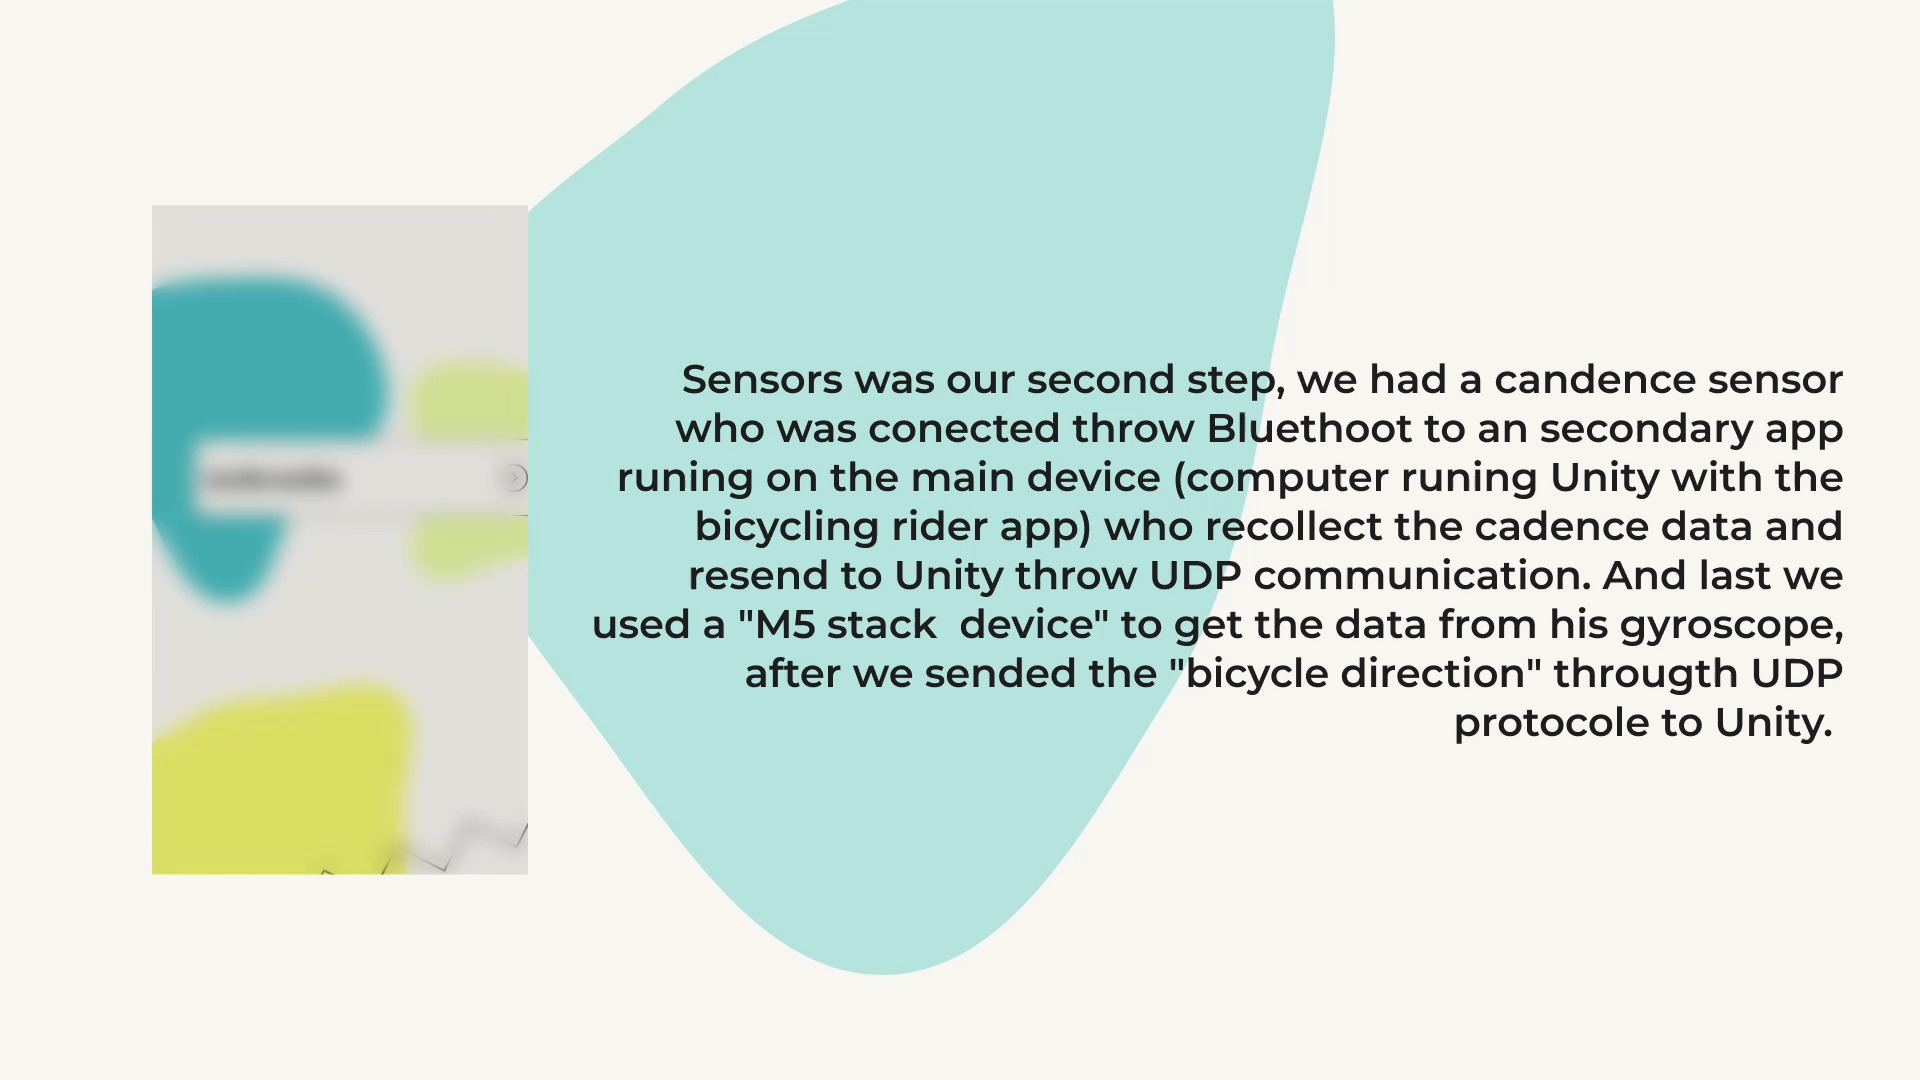 Sensors was our second step, we had a candence sensor
who was conected throw Bluethoot to an secondary app
runing on the main device (computer runing Unity with the
bicycling rider app) who recollect the cadence data and
resend to Unity throw UDP communication. And last we
used a "M5 stack  device" to get the data from his gyroscope,
after we sended the "bicycle direction" througth UDP
protocole to Unity.